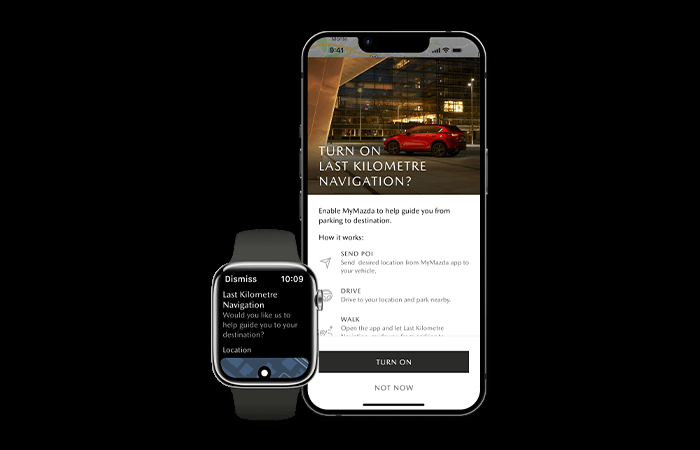 9:41
TURN ON
LAST KILOMETRE
NAVIGATION?
Enable MyMazda to help guide you from
parking to destination.
How it works:
SEND POI
Send desired location from MyMazda app to
your vehicle.
DRIVE
Drive to your location and park nearby.
WALK
Open the app and let Last Kilometre
TURN ON
NOT NOW
Dismiss 10:09
Last Kilometre
Navigation
Would you like us to
help guide you to your
destination?
Location